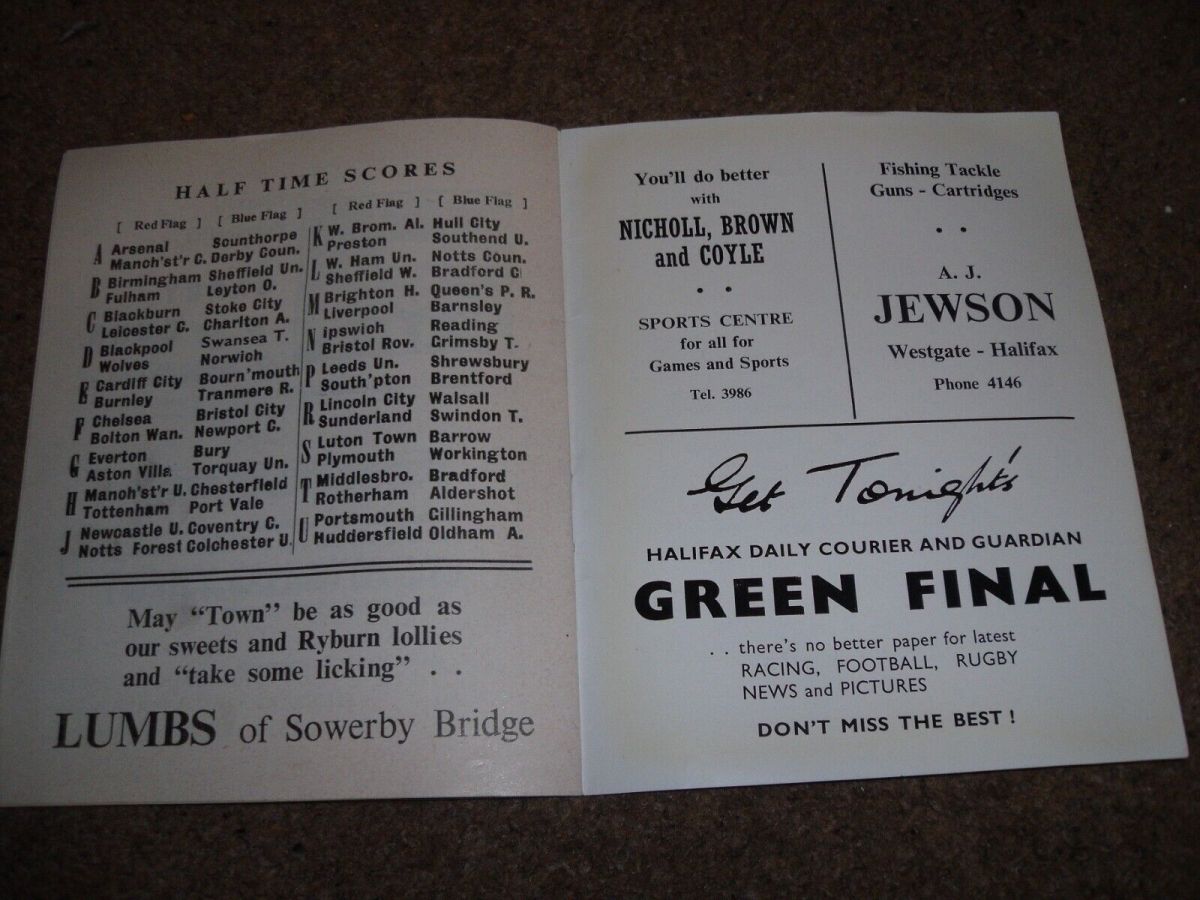 HALF TIME SCORES
[ Red Flag ] [ Blue Flag ]
A Arsenal Scunthorpe
Manch'st'r C. Derby Coun.
B Birmingham Sheffield Un.
Fulham Leyton O.
C Blackburn Stoke City
Leicester C. Charlton A.
D Blackpool Swansea T.
Wolves Norwich
E Cardiff City Bourn'mouth
Burnley Tranmere R.
F Chelsea Bristol City
Bolton Wan. Newport C.
G Everton Bury
Aston Villa Torquay Un.
H Manch'st'r U. Chesterfield
Tottenham Port Vale
J Newcastle U. Coventry C.
Notts Forest Colchester U.
[ Red Flag ] [ Blue Flag ]
K W. Brom. Al. Hull City
Preston Southend U.
L W. Ham Un. Notts Coun.
Sheffield W. Bradford C
M Brighton H. Queen's P. R.
Liverpool Barnsley
N Ipswich Reading
Bristol Rov. Grimsby T.
P Leeds Un. Shrewsbury
South'pton Brentford
R Lincoln City Walsall
Sunderland Swindon T.
S Luton Town Barrow
Plymouth Workington
T Middlesbro. Bradford
Rotherham Aldershot
U Portsmouth Gillingham
Huddersfield Oldham A.
May "Town" be as good as
our sweets and Ryburn lollies
and "take some licking" . .
LUMBS of Sowerby Bridge
You'll do better
with
NICHOLL, BROWN
and COYLE
. .
SPORTS CENTRE
for all for
Games and Sports
Tel. 3986
Fishing Tackle
Guns - Cartridges
. .
A. J.
JEWSON
Westgate - Halifax
Phone 4146
Get Tonight's
HALIFAX DAILY COURIER AND GUARDIAN
GREEN FINAL
. . there's no better paper for latest
RACING, FOOTBALL, RUGBY
NEWS and PICTURES
DON'T MISS THE BEST !